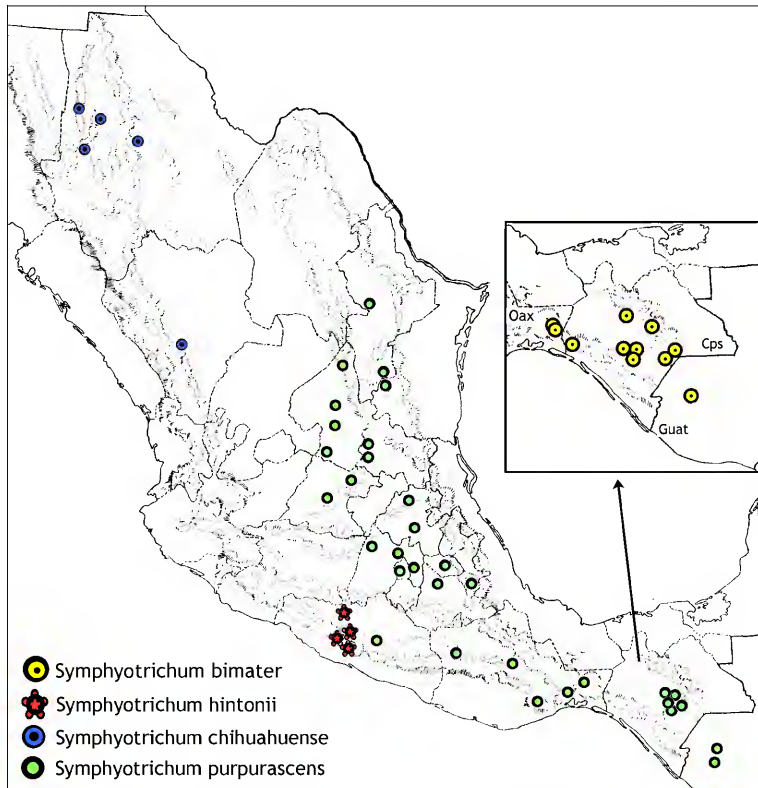 Oax
Cps
Guat
Symphyotrichum bimater
Symphyotrichum hintonii
Symphyotrichum chihuahuense
Symphyotrichum purpurascens